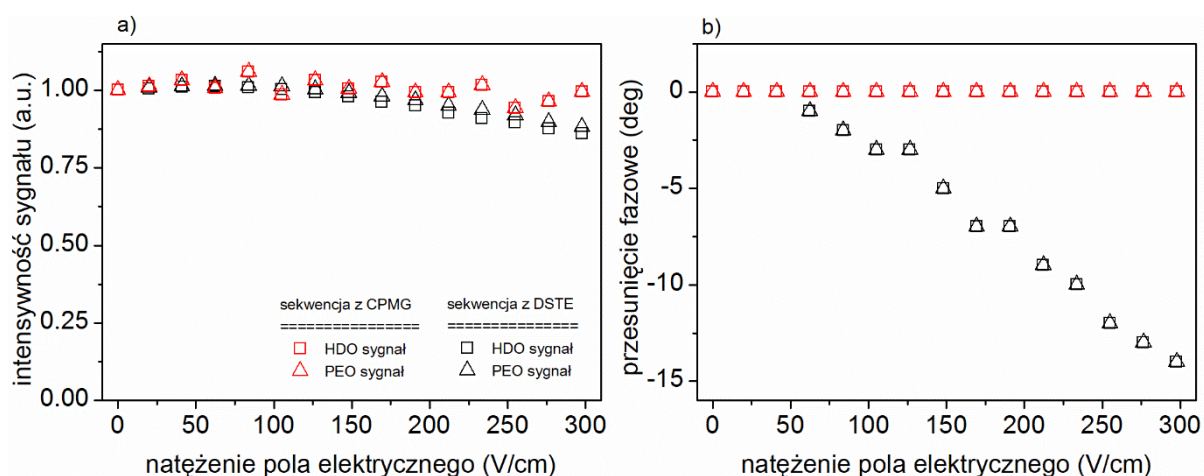 a)
intensywność sygnału (a.u.)
1.00
0.75
0.50
0.25
0.00
sekwencja z CPMG
==============
HDO sygnał
PEO sygnał
sekwencja z DSTE
==============
HDO sygnał
PEO sygnał
0 50 100 150 200 250 300
natężenie pola elektrycznego (V/cm)
b)
przesunięcie fazowe (deg)
0
-5
-10
-15
0 50 100 150 200 250 300
natężenie pola elektrycznego (V/cm)